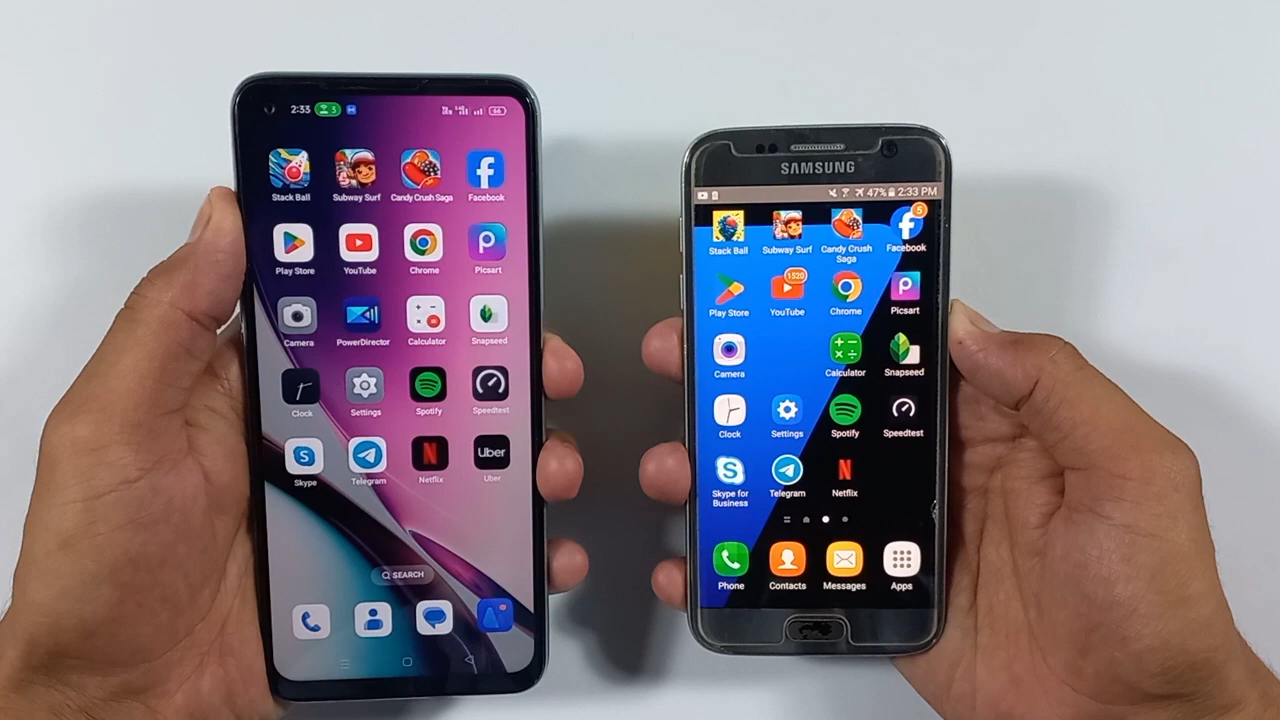 2:33
66
Stack Ball
Subway Surf
Candy Crush Saga
Facebook
Play Store
YouTube
Chrome
Picsart
Camera
PowerDirector
Calculator
Snapseed
Clock
Settings
Spotify
Speedtest
Skype
Telegram
Netflix
Uber
Uber
SEARCH
SAMSUNG
47% 2:33 PM
5
Stack Ball
Subway Surf
Candy Crush
Saga
Facebook
1520
Play Store
YouTube
Chrome
Picsart
Camera
Calculator
Snapseed
Clock
Settings
Spotify
Speedtest
Skype for
Business
Telegram
Netflix
Phone
Contacts
Messages
Apps